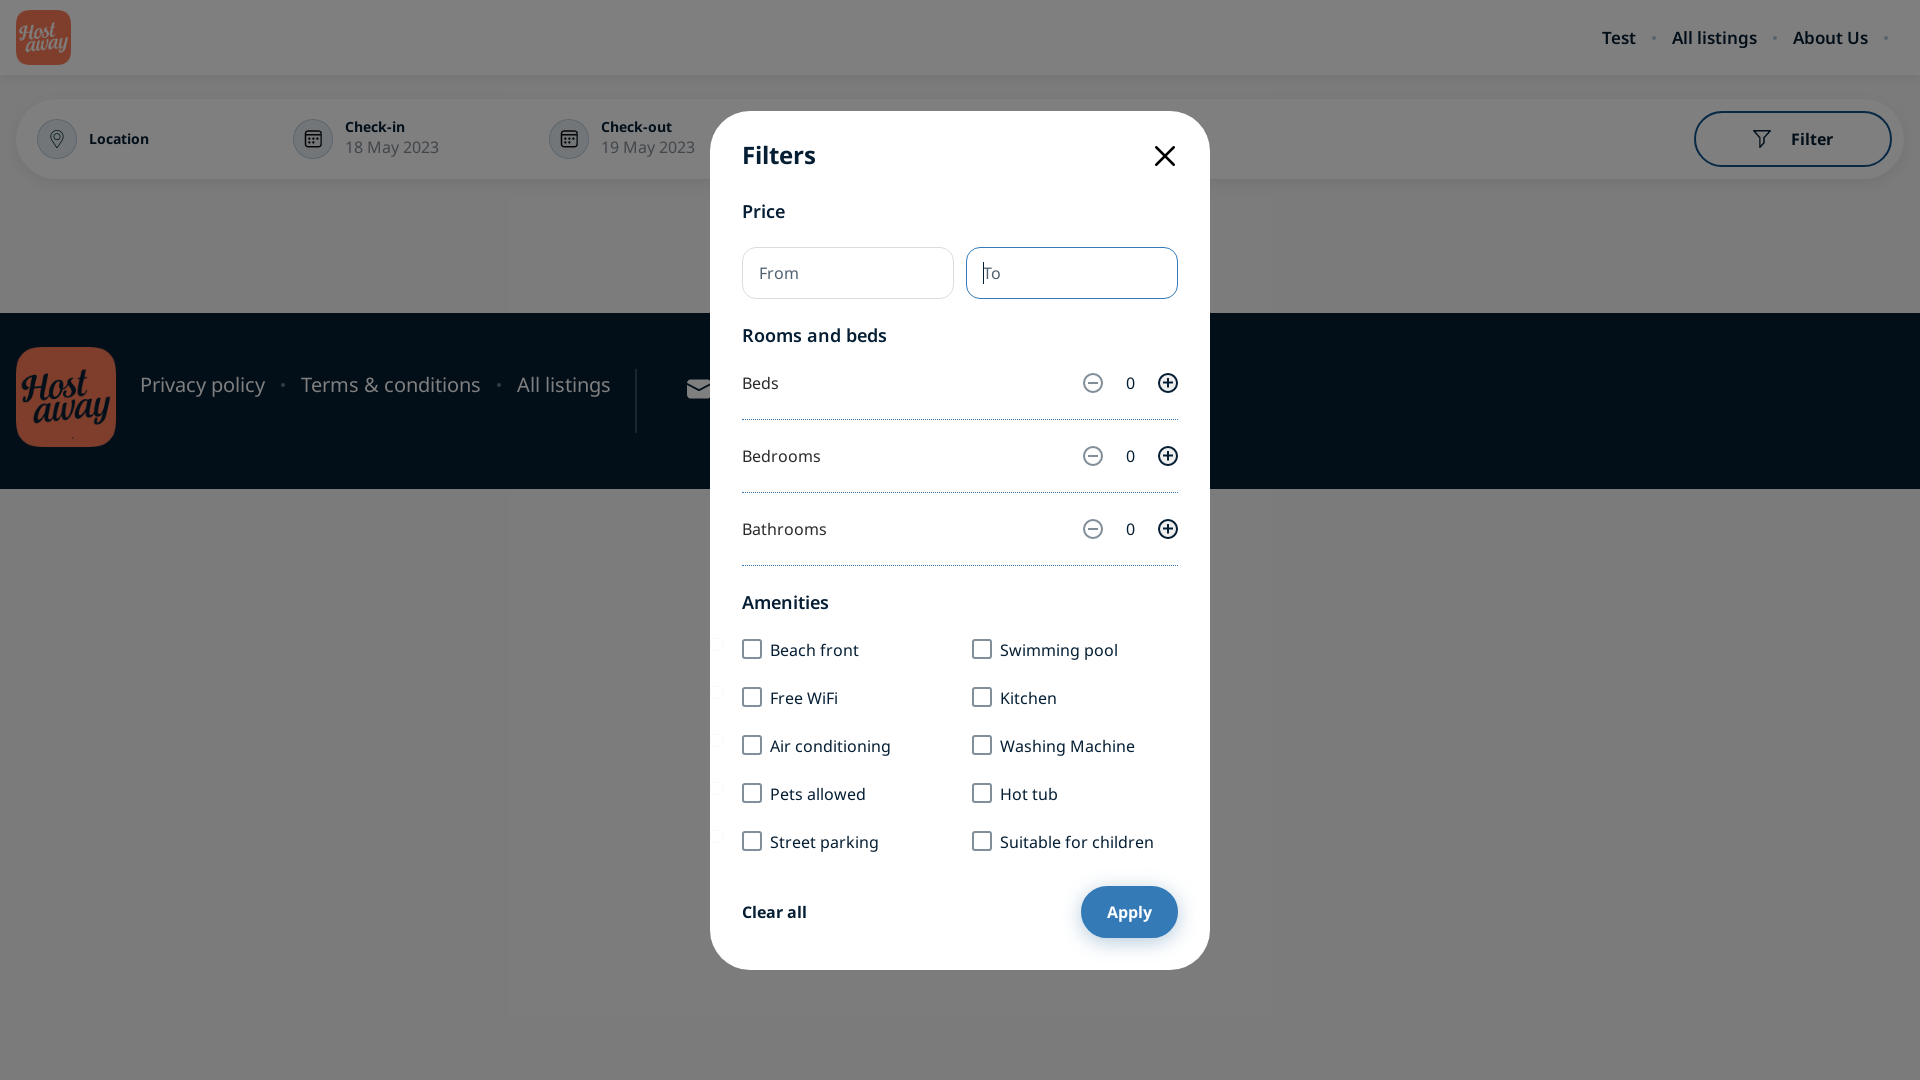 Host away
Test • All listings • About Us •
Location
Check-in
18 May 2023
Check-out
19 May 2023
Filter
Filters
Price
From
To
Rooms and beds
Beds 0
Bedrooms 0
Bathrooms 0
Amenities
Beach front
Swimming pool
Free WiFi
Kitchen
Air conditioning
Washing Machine
Pets allowed
Hot tub
Street parking
Suitable for children
Clear all
Apply
Host away
Privacy policy • Terms & conditions • All listings